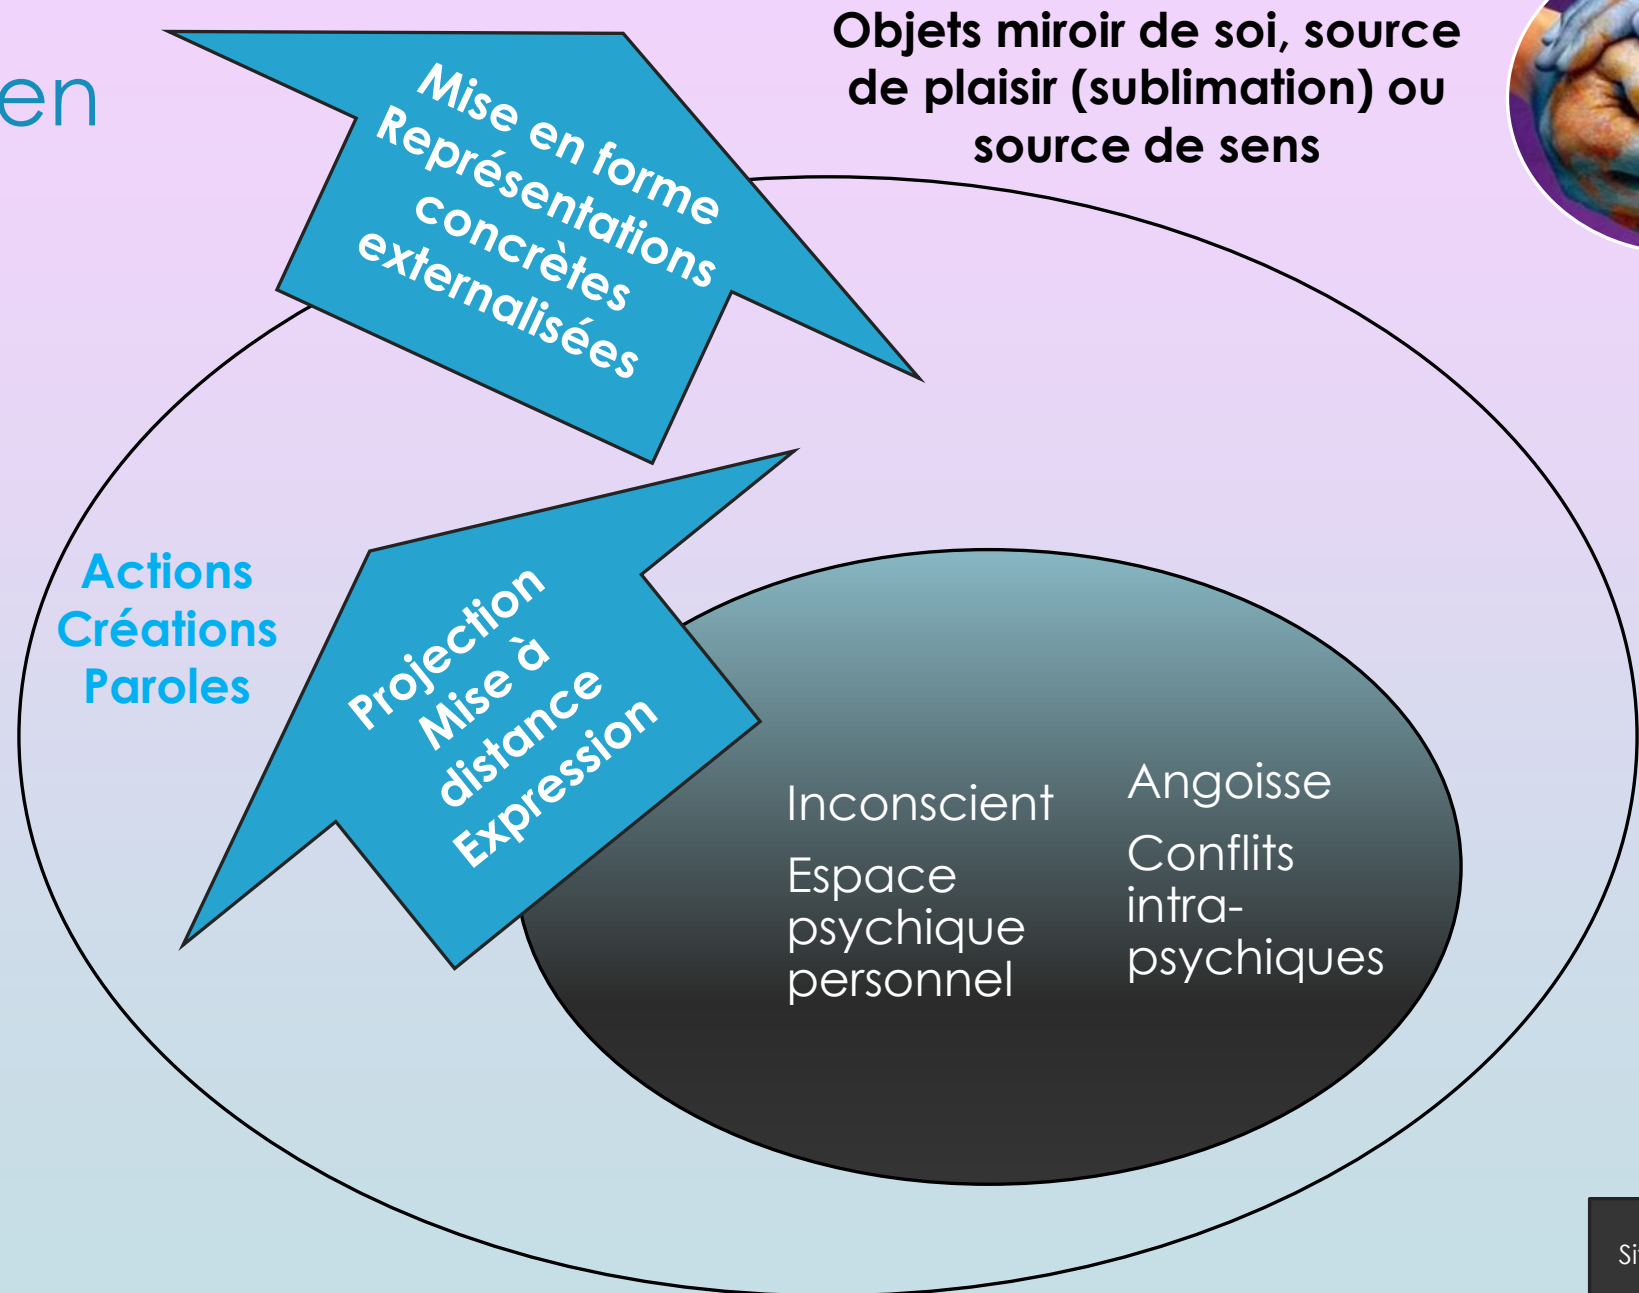 en
Objets miroir de soi, source
de plaisir (sublimation) ou
source de sens
Mise en forme
Représentations
concrètes
externalisées
Actions
Créations
Paroles
Projection
Mise à
distance
Expression
Inconscient
Espace
psychique
personnel
Angoisse
Conflits
intra-
psychiques